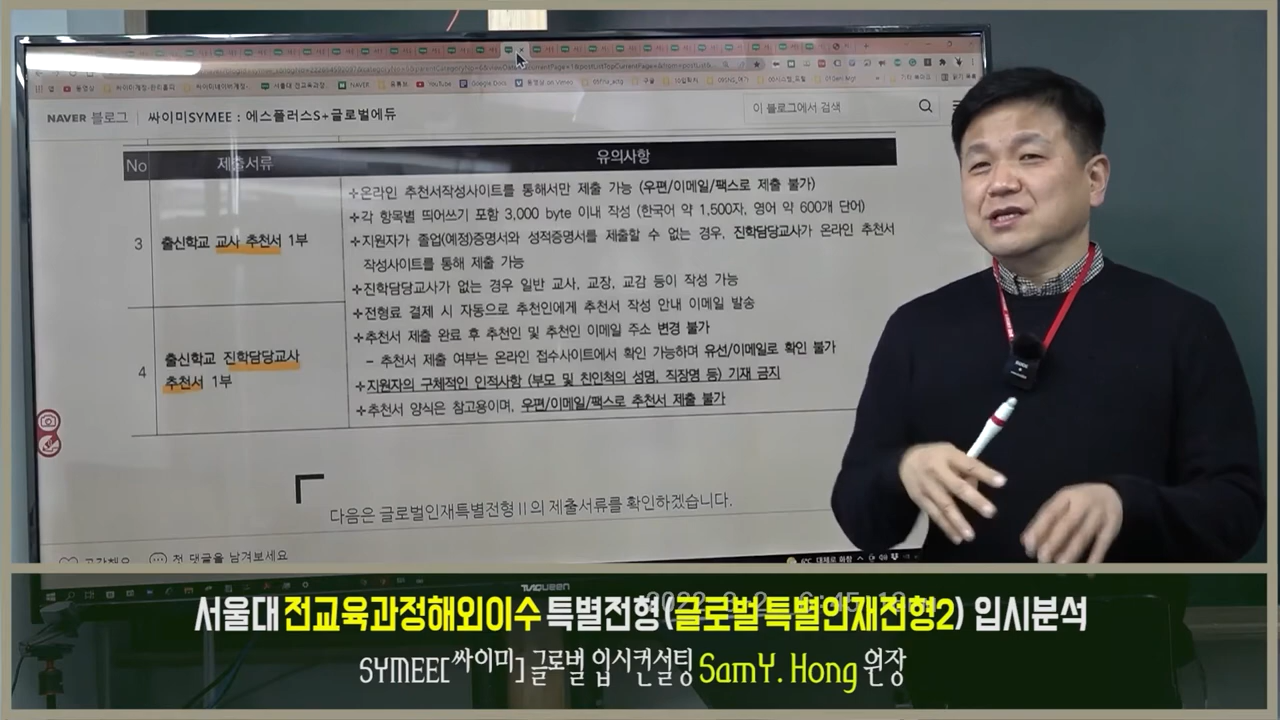 NAVER 블로그 | 싸이미SYMEE : 에스플러스S+글로벌에듀
이 블로그에서 검색
No 제출서류 유의사항
3 출신학교 교사 추천서 1부
✢온라인 추천서작성사이트를 통해서만 제출 가능 (우편/이메일/팩스로 제출 불가)
✢각 항목별 띄어쓰기 포함 3,000 byte 이내 작성 (한국어 약 1,500자, 영어 약 600개 단어)
✢지원자가 졸업(예정)증명서와 성적증명서를 제출할 수 없는 경우, 진학담당교사가 온라인 추천서
작성사이트를 통해 제출 가능
✢진학담당교사가 없는 경우 일반 교사, 교장, 교감 등이 작성 가능
✢전형료 결제 시 자동으로 추천인에게 추천서 작성 안내 이메일 발송
4 출신학교 진학담당교사
추천서 1부
✢추천서 제출 완료 후 추천인 및 추천인 이메일 주소 변경 불가
– 추천서 제출 여부는 온라인 접수사이트에서 확인 가능하며 유선/이메일로 확인 불가
✢지원자의 구체적인 인적사항 (부모 및 친인척의 성명, 직장명 등) 기재 금지
✢추천서 양식은 참고용이며, 우편/이메일/팩스로 추천서 제출 불가
다음은 글로벌인재특별전형Ⅱ의 제출서류를 확인하겠습니다.
공감해요 첫 댓글을 남겨보세요
서울대 전교육과정해외이수 특별전형 (글로벌특별인재전형2) 입시분석
SYMEE[싸이미] 글로벌 입시컨설팅 Sam Y. Hong 원장